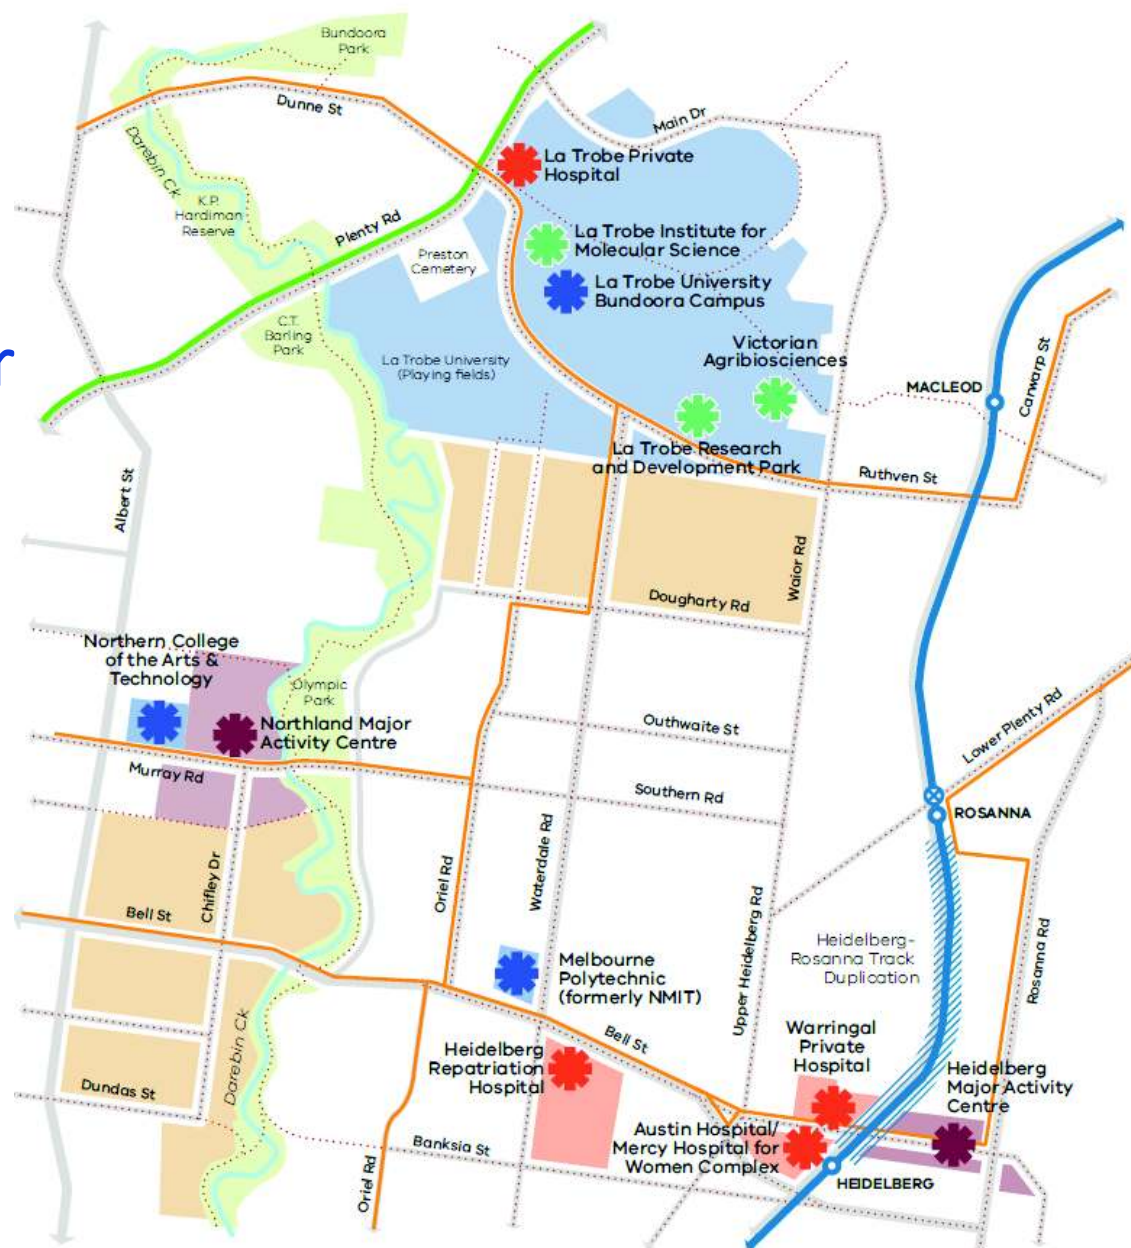 Bundoora
Park
Dunne St
Main Dr
Darebin Ck
La Trobe Private
Hospital
K.P.
Hardiman
Reserve
Plenty Rd
La Trobe Institute for
Molecular Science
Preston
Cemetery
La Trobe University
Bundoora Campus
C.T.
Barling
Park
r
La Trobe University
(Playing fields)
Victorian
Agribiosciences
MACLEOD
Carwarp St
La Trobe Research
and Development Park
Ruthven St
Albert St
Waior Rd
Dougharty Rd
Northern College
of the Arts &
Technology
Olympic
Park
Northland Major
Activity Centre
Outhwaite St
Lower Plenty Rd
Murray Rd
Southern Rd
ROSANNA
Chifley Dr
Oriel Rd
Waterdale Rd
Upper Heidelberg Rd
Bell St
Heidelberg-
Rosanna Track
Duplication
Rosanna Rd
Melbourne
Polytechnic
(formerly NMIT)
Darebin Ck
Bell St
Warringal
Private
Hospital
Heidelberg
Repatriation
Hospital
Heidelberg
Major Activity
Centre
Dundas St
Austin Hospital/
Mercy Hospital for
Women Complex
Banksia St
Oriel Rd
HEIDELBERG